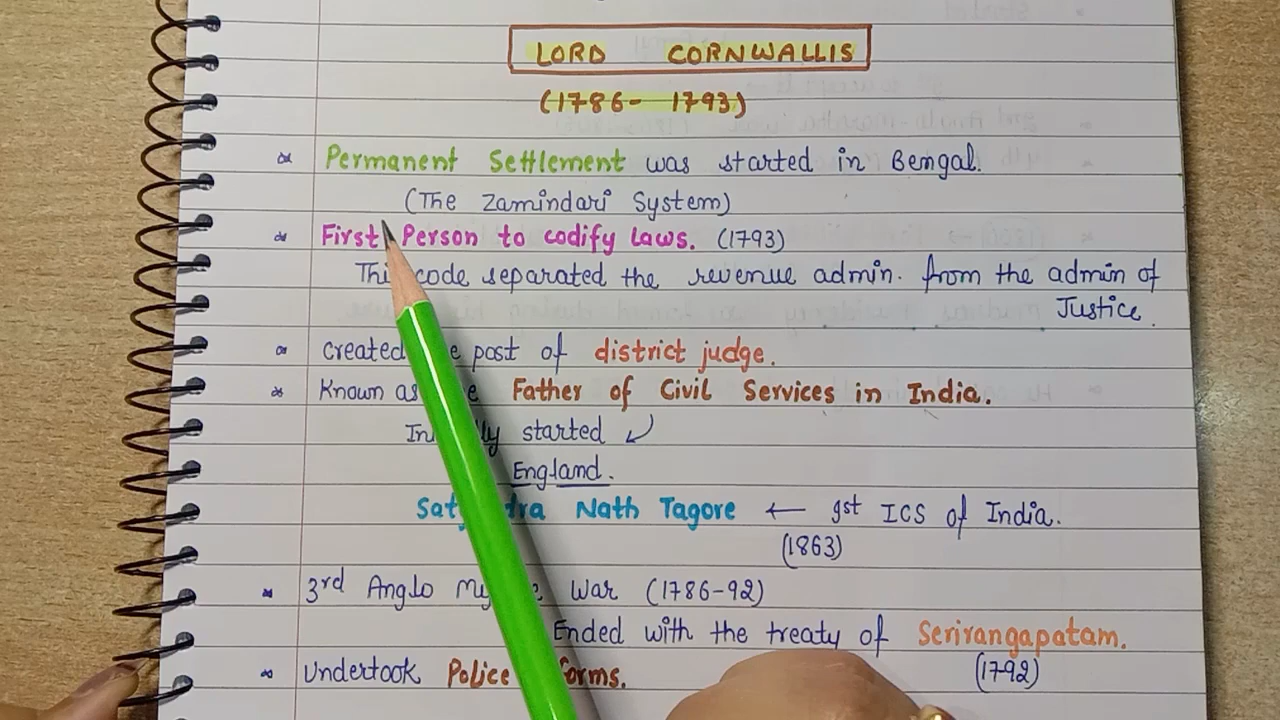 LORD CORNWALLIS
(1786- 1793)
Permanent Settlement was started in Bengal.
(The Zamindari System)
First Person to codify Laws. (1793)
This code separated the revenue admin. from the admin of
Justice.
Created post of district judge.
Known as Father of Civil Services in India.
started
England.
Nath Tagore ← 1st ICS of India.
(1863)
3rd Anglo War (1786-92)
Ended with the treaty of Serirangapatam.
(1792)
Undertook Police